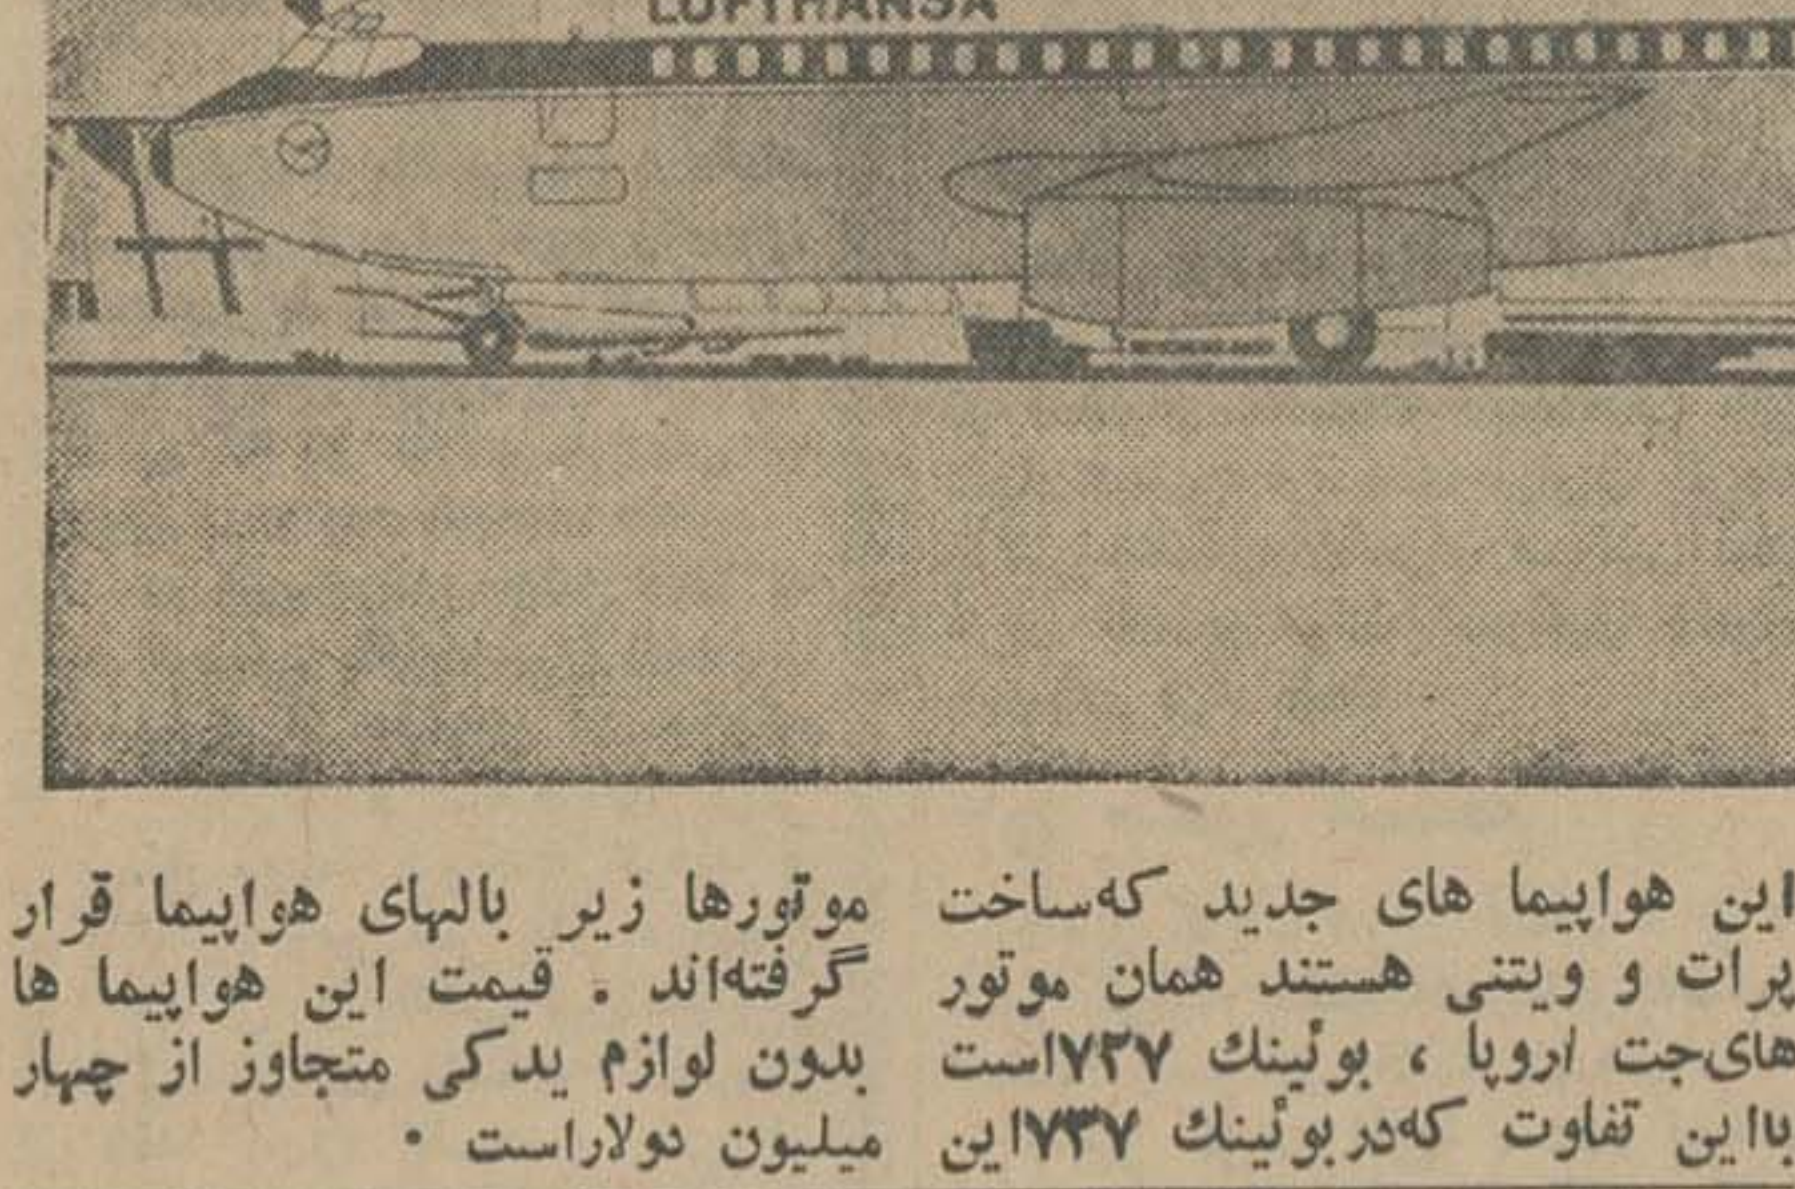 LUFTHANSA
این هواپیما های جدید که‌ساخت
پرات و ویتنی هستند همان موتور
های‌جت اروپا ، بوئینك ۷۳۷است
بااین تفاوت که‌در بوئینك ۷۳۷این
موتورها زیر بالهای هواپیما قرار
گرفته‌اند . قیمت این هواپیما ها
بدون لوازم یدکی متجاوز از چهار
میلیون دولاراست .